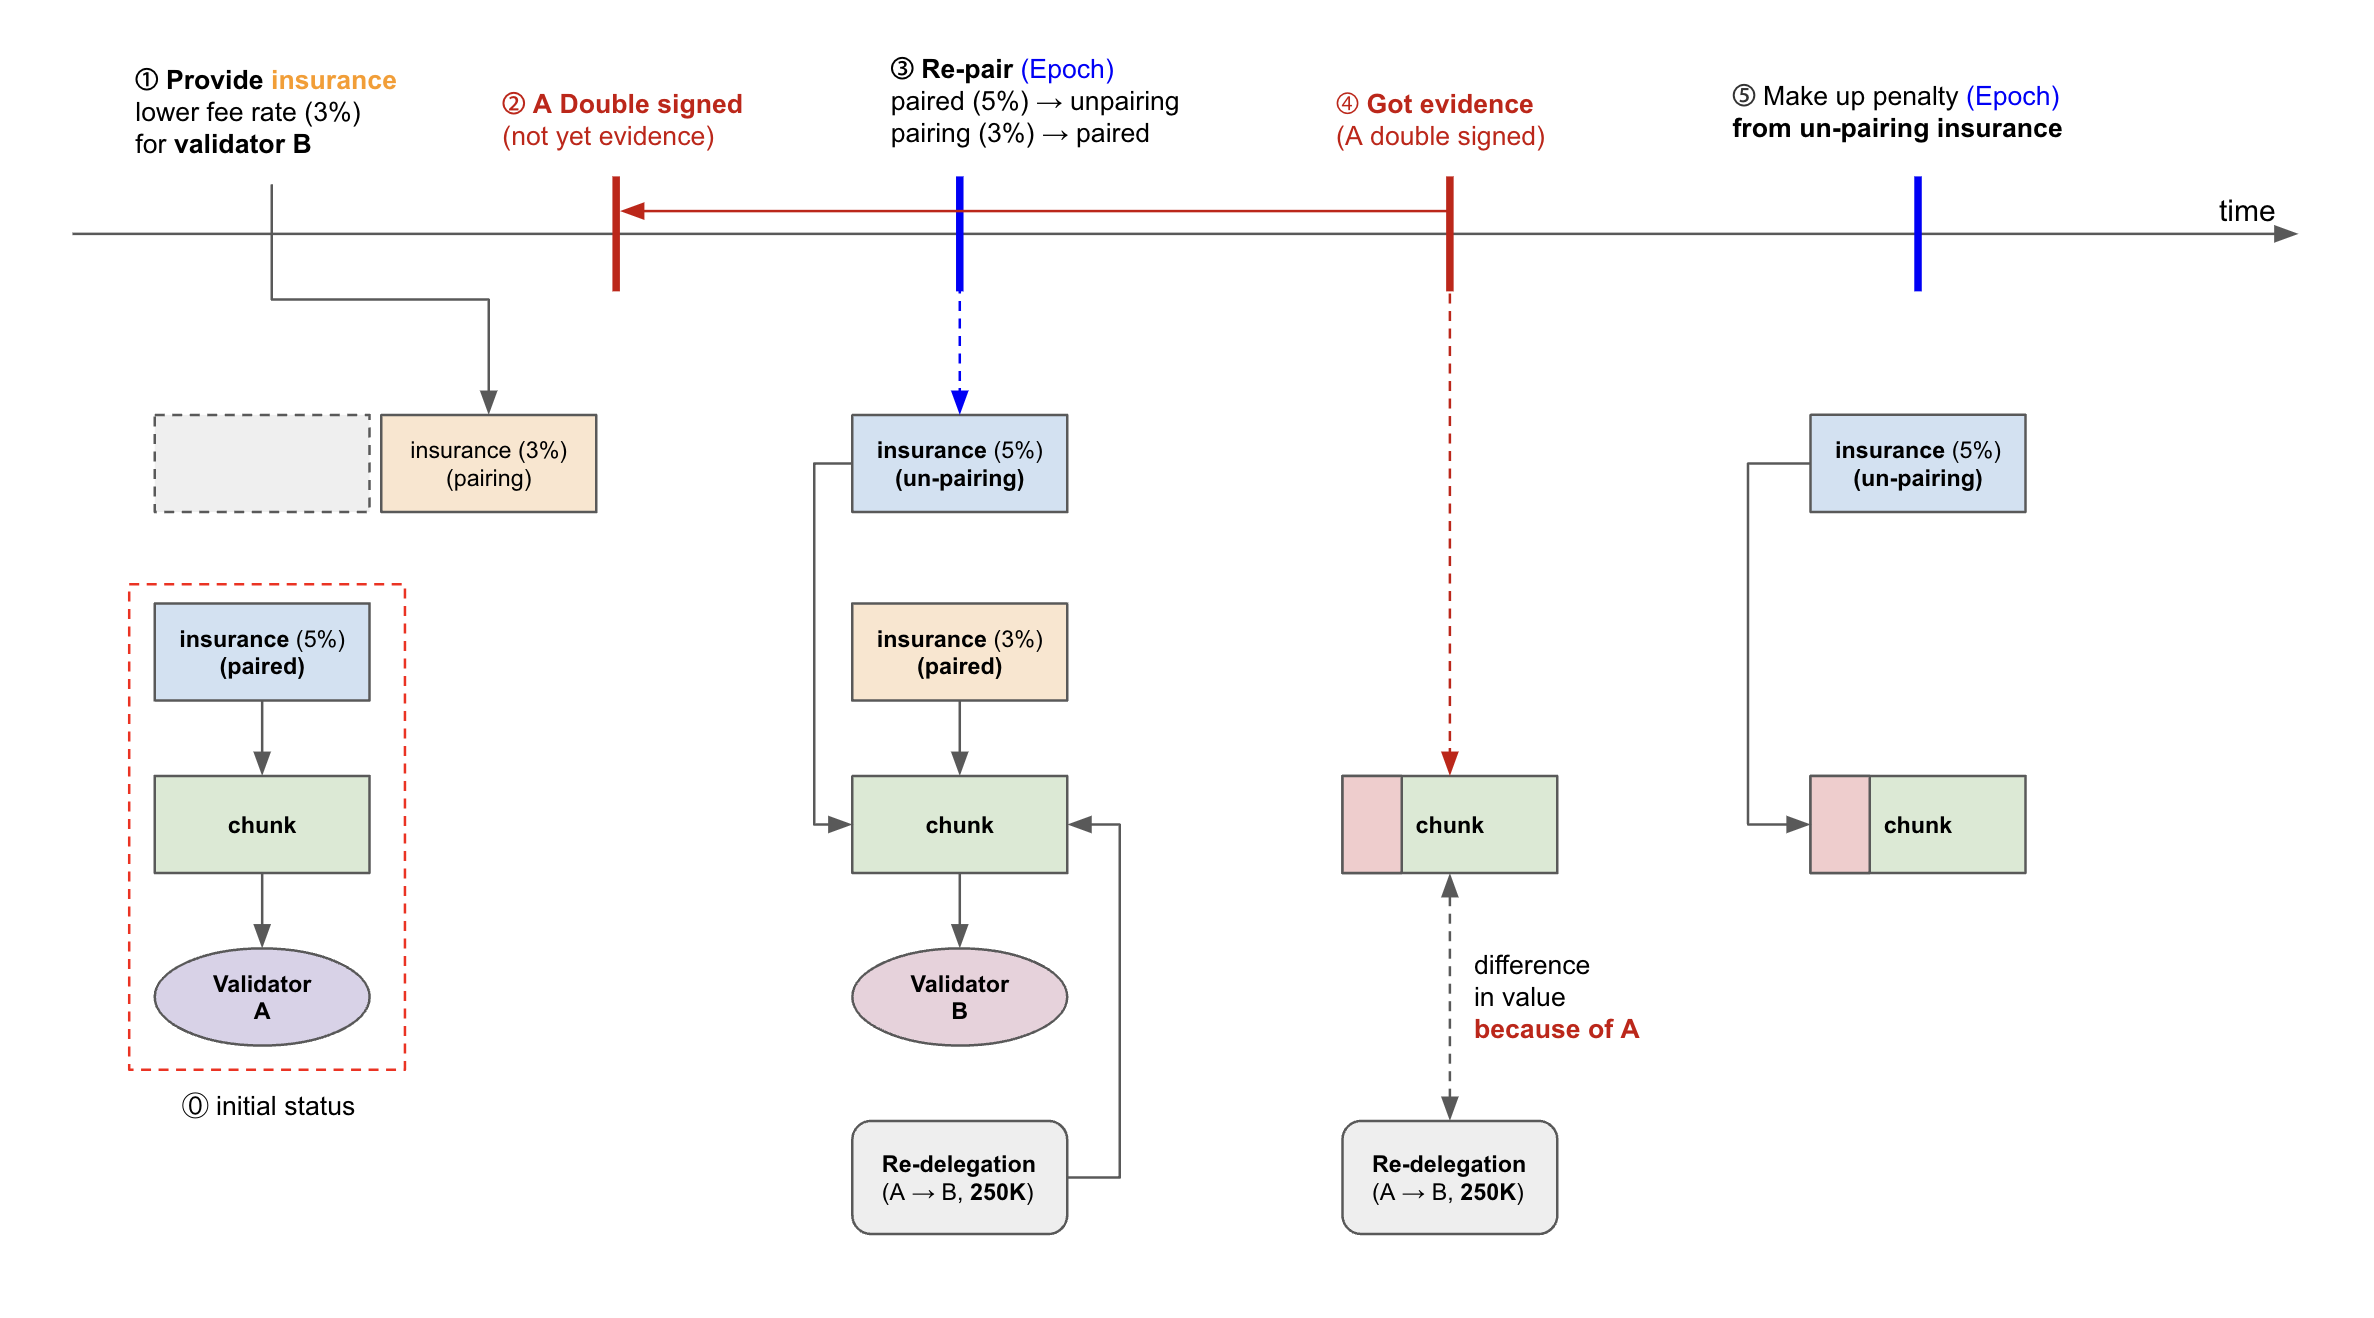 ① Provide insurance
lower fee rate (3%)
for validator B
② A Double signed
(not yet evidence)
③ Re-pair (Epoch)
paired (5%) → unpairing
pairing (3%) → paired
④ Got evidence
(A double signed)
⑤ Make up penalty (Epoch)
from un-pairing insurance
time
insurance (3%)
(pairing)
insurance (5%)
(un-pairing)
insurance (5%)
(un-pairing)
insurance (5%)
(paired)
insurance (3%)
(paired)
chunk
chunk
chunk
chunk
Validator
A
Validator
B
difference
in value
because of A
⓪ initial status
Re-delegation
(A → B, 250K)
Re-delegation
(A → B, 250K)